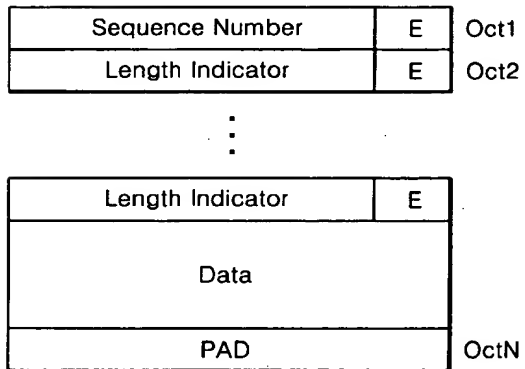 Sequence Number E Oct1
Length Indicator E Oct2
Length Indicator E
Data
PAD OctN